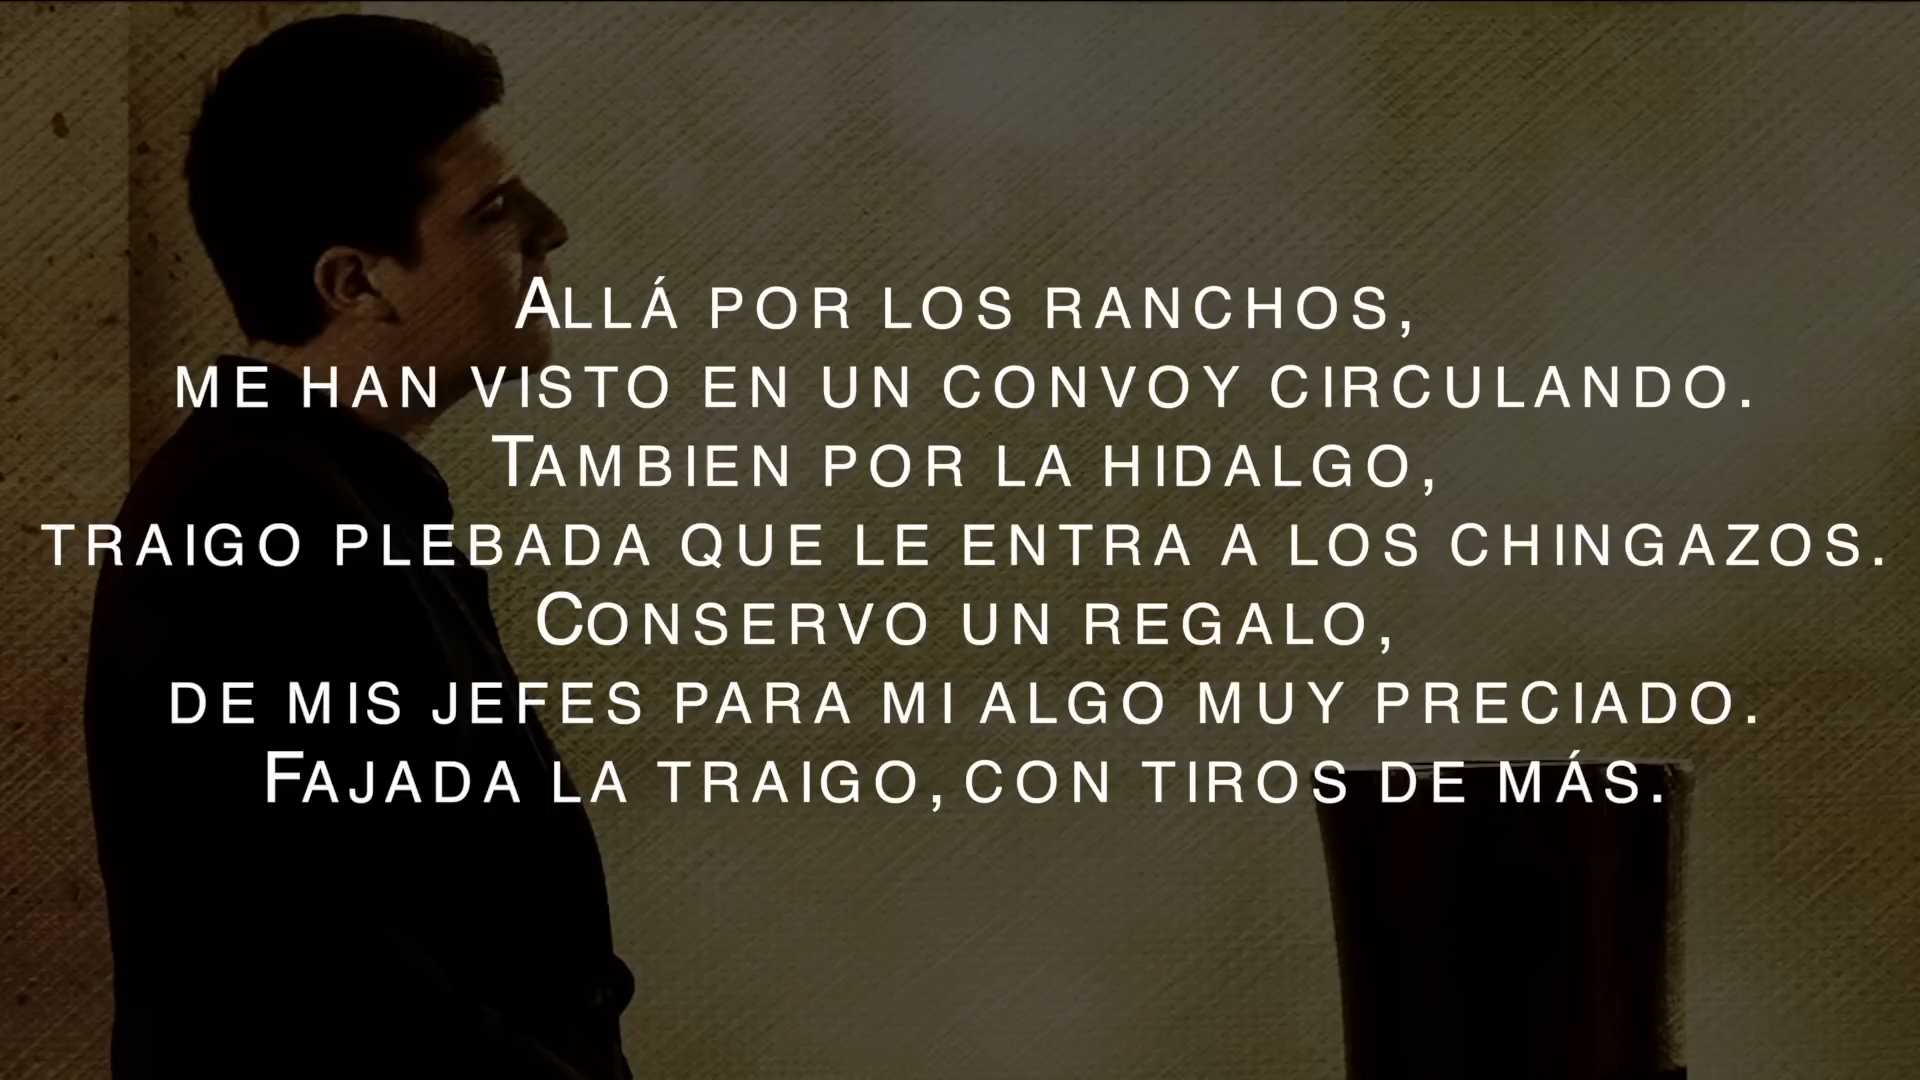 Allá por los ranchos,
me han visto en un convoy circulando.
Tambien por la hidalgo,
traigo plebada que le entra a los chingazos.
Conservo un regalo,
de mis jefes para mi algo muy preciado.
Fajada la traigo, con tiros de más.